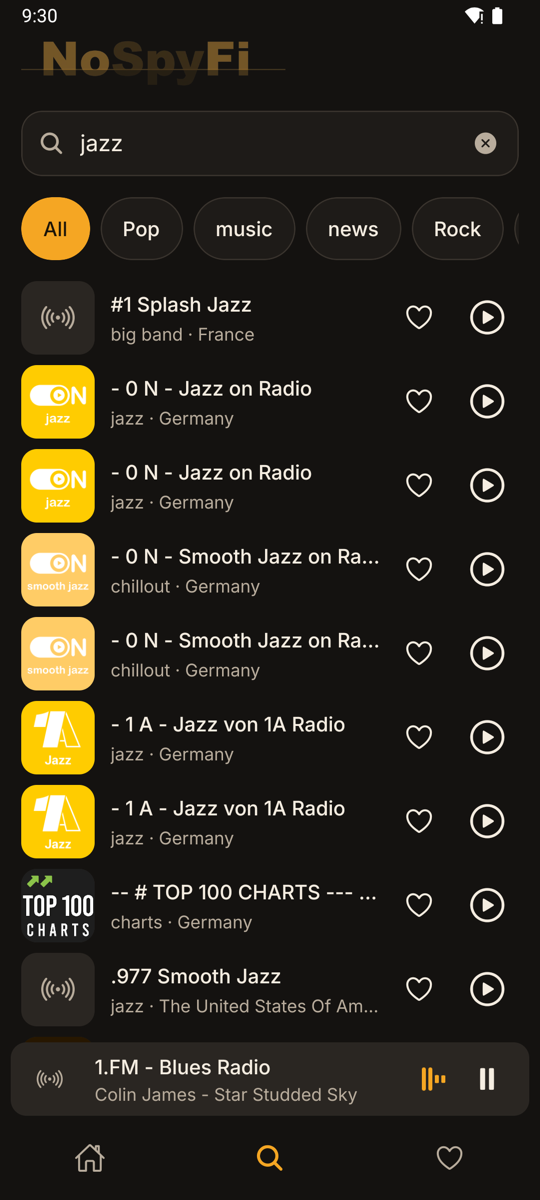 9:30
NoSpyFi
jazz
All
Pop
music
news
Rock
#1 Splash Jazz
big band · France
ON
jazz
- 0 N - Jazz on Radio
jazz · Germany
ON
jazz
- 0 N - Jazz on Radio
jazz · Germany
ON
smooth jazz
- 0 N - Smooth Jazz on Ra...
chillout · Germany
ON
smooth jazz
- 0 N - Smooth Jazz on Ra...
chillout · Germany
1A
Jazz
- 1 A - Jazz von 1A Radio
jazz · Germany
1A
Jazz
- 1 A - Jazz von 1A Radio
jazz · Germany
TOP 100
CHARTS
-- # TOP 100 CHARTS --- ...
charts · Germany
.977 Smooth Jazz
jazz · The United States Of Am...
1.FM - Blues Radio
Colin James - Star Studded Sky